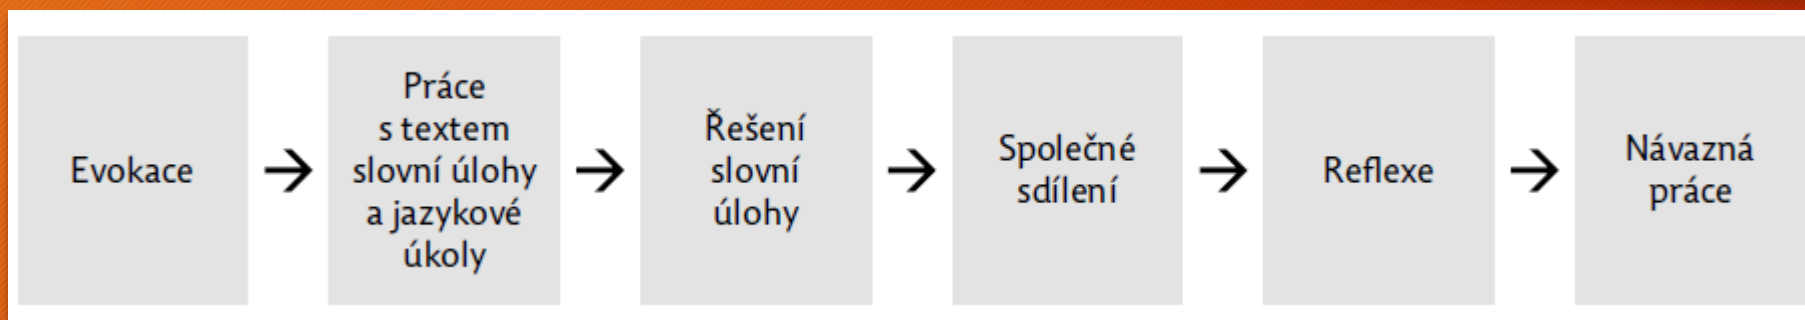 Evokace
Práce
s textem
slovní úlohy
a jazykové
úkoly
Řešení
slovní
úlohy
Společné
sdílení
Reflexe
Návazná
práce